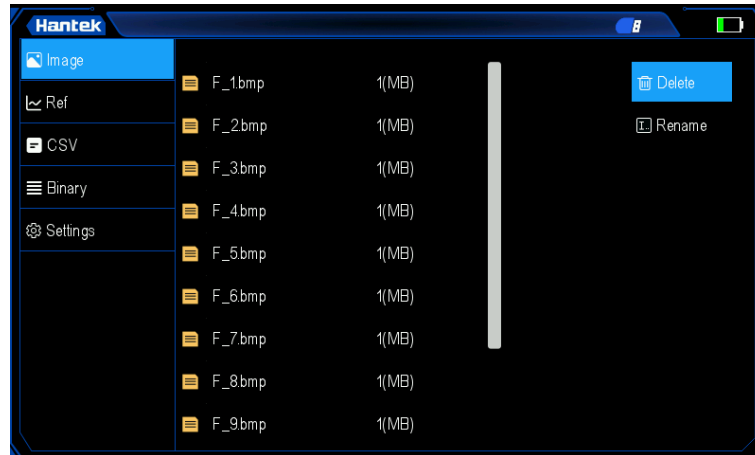 Hantek
8
Image
Ref
CSV
Binary
Settings
F_1.bmp 1(MB)
F_2.bmp 1(MB)
F_3.bmp 1(MB)
F_4.bmp 1(MB)
F_5.bmp 1(MB)
F_6.bmp 1(MB)
F_7.bmp 1(MB)
F_8.bmp 1(MB)
F_9.bmp 1(MB)
Delete
Rename